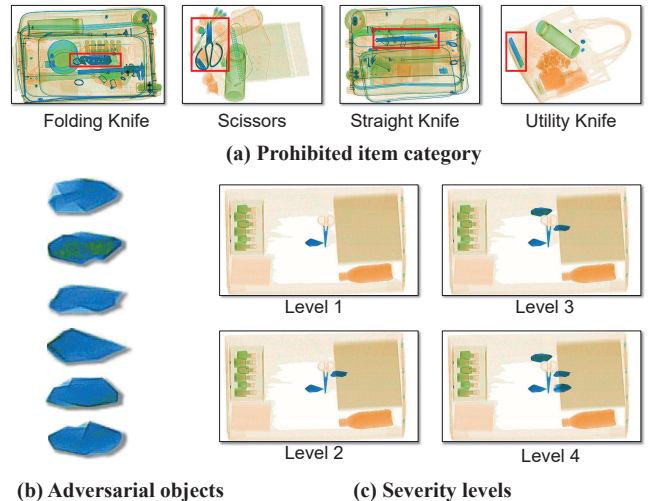 Folding Knife
Scissors
Straight Knife
Utility Knife
(a) Prohibited item category
Level 1
Level 3
Level 2
Level 4
(b) Adversarial objects
(c) Severity levels